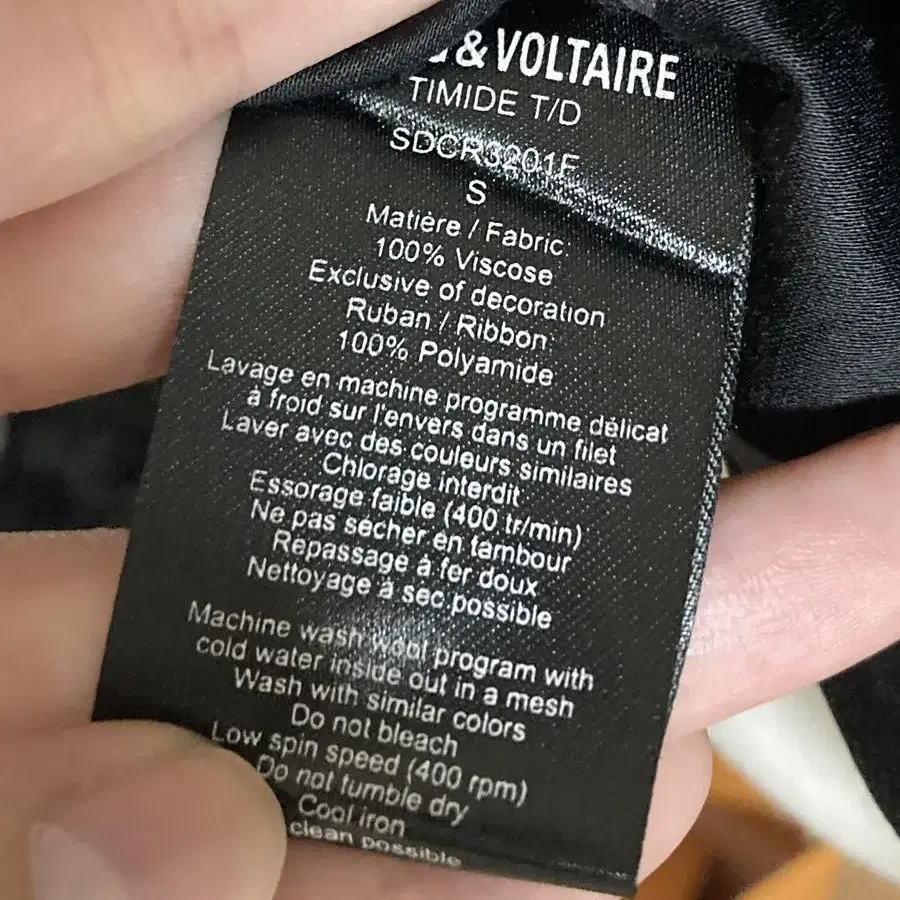 & VOLTAIRE
TIMIDE T/D
SDCR3201F
S
Matière / Fabric
100% Viscose
Exclusive of decoration
Ruban / Ribbon
100% Polyamide
Lavage en machine programme délicat
à froid sur l'envers dans un filet
Laver avec des couleurs similaires
Chlorage interdit
Essorage faible (400 tr/min)
Ne pas sécher en tambour
Repassage à fer doux
Nettoyage à sec possible
Machine wash wool program with
cold water inside out in a mesh
Wash with similar colors
Do not bleach
Low spin speed (400 rpm)
Do not tumble dry
Cool iron
clean possible